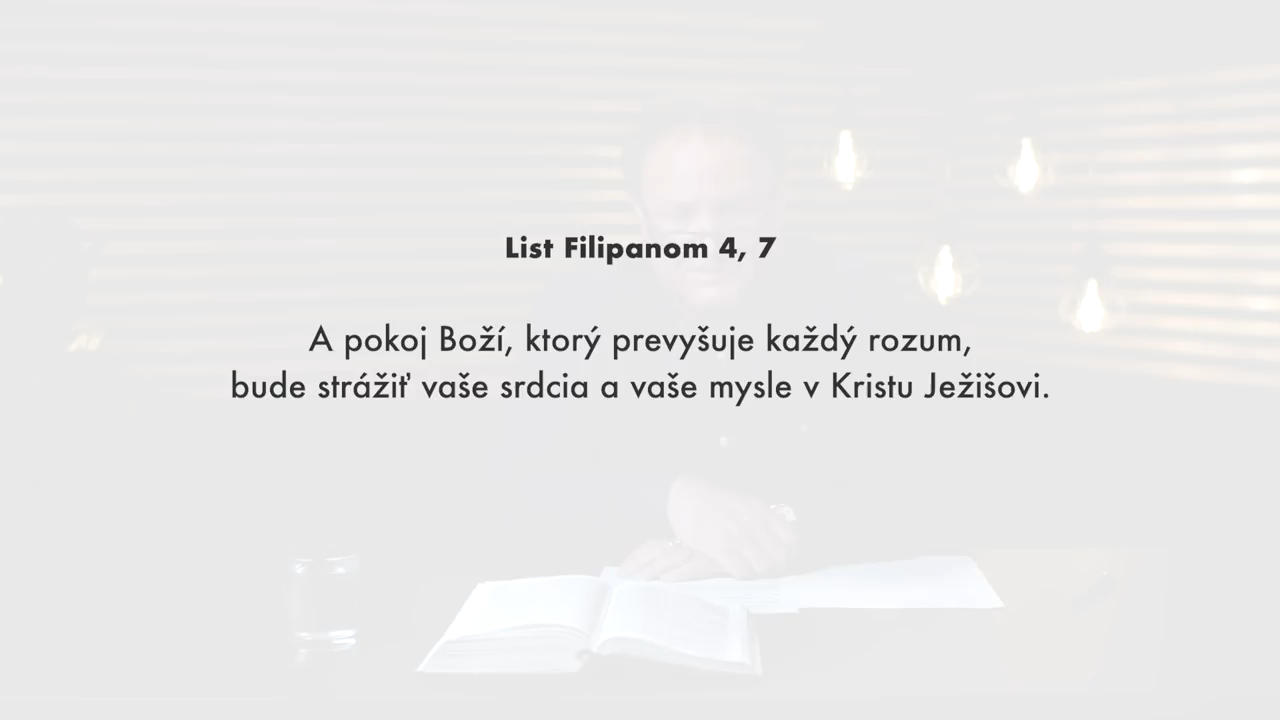 List Filipanom 4, 7
A pokoj Boží, ktorý prevyšuje každý rozum,
bude strážiť vaše srdcia a vaše mysle v Kristu Ježišovi.